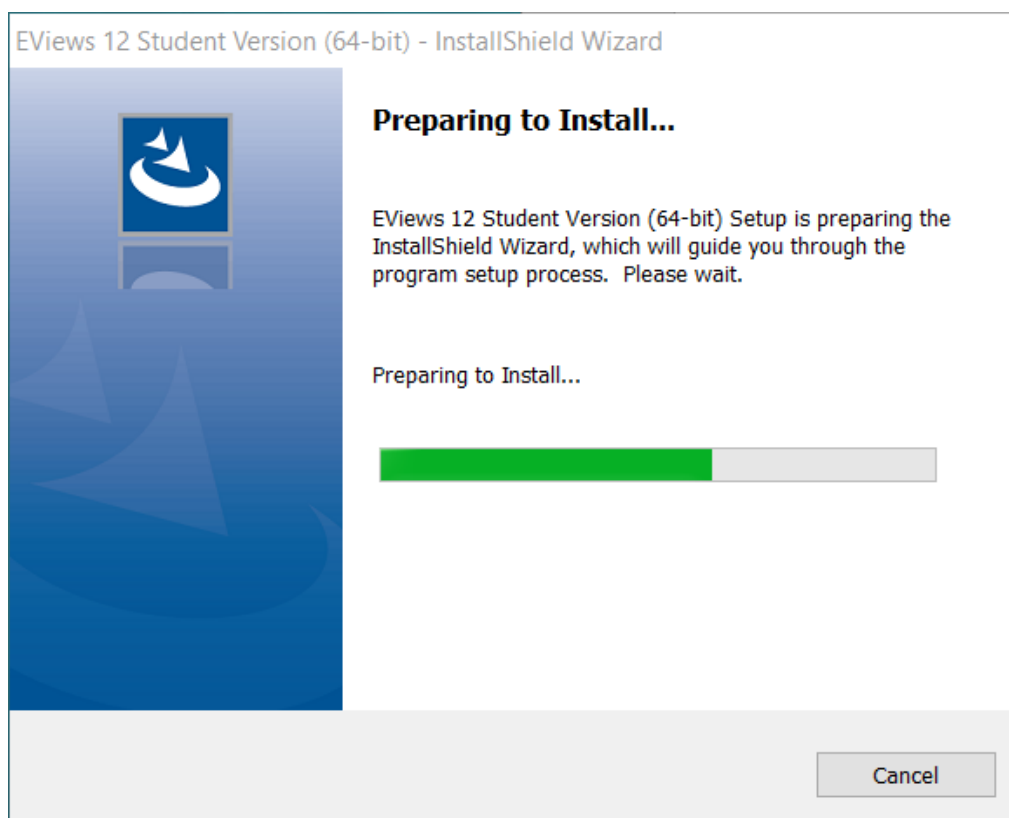 EViews 12 Student Version (64-bit) - InstallShield Wizard
Preparing to Install...
EViews 12 Student Version (64-bit) Setup is preparing the
InstallShield Wizard, which will guide you through the
program setup process.  Please wait.
Preparing to Install...
Cancel